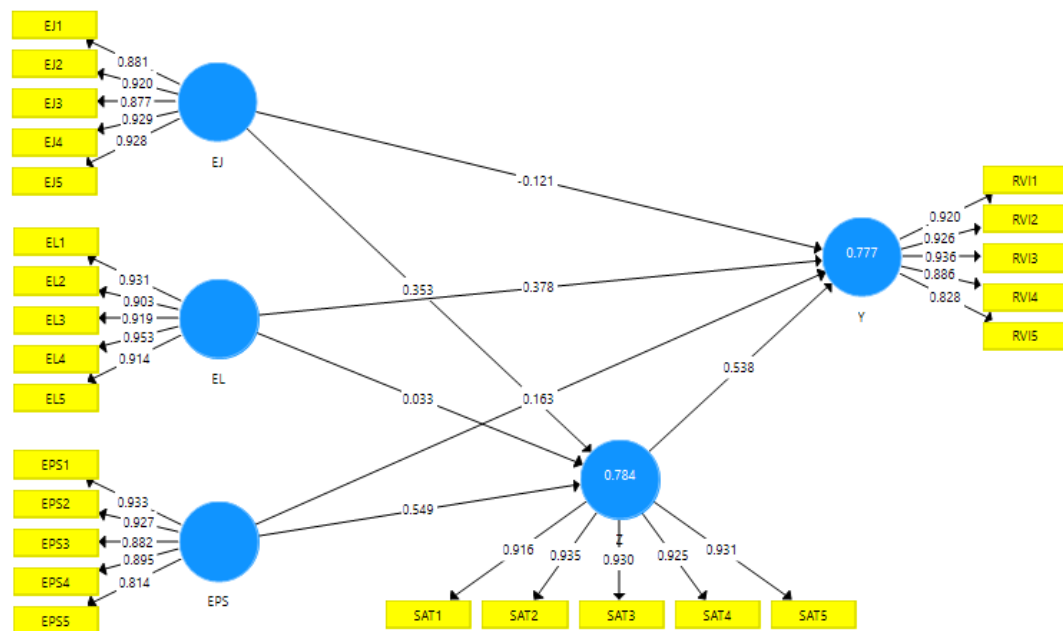 EJ1
EJ2
EJ3
EJ4
EJ5
0.881
0.920
0.877
0.929
0.928
EJ
EL1
EL2
EL3
EL4
EL5
0.931
0.903
0.919
0.953
0.914
EL
EPS1
EPS2
EPS3
EPS4
EPS5
0.933
0.927
0.882
0.895
0.814
EPS
-0.121
0.353
0.378
0.033
0.163
0.549
0.538
0.777
Y
0.920
0.926
0.936
0.886
0.828
RVI1
RVI2
RVI3
RVI4
RVI5
0.784
Z
0.916
0.935
0.930
0.925
0.931
SAT1
SAT2
SAT3
SAT4
SAT5